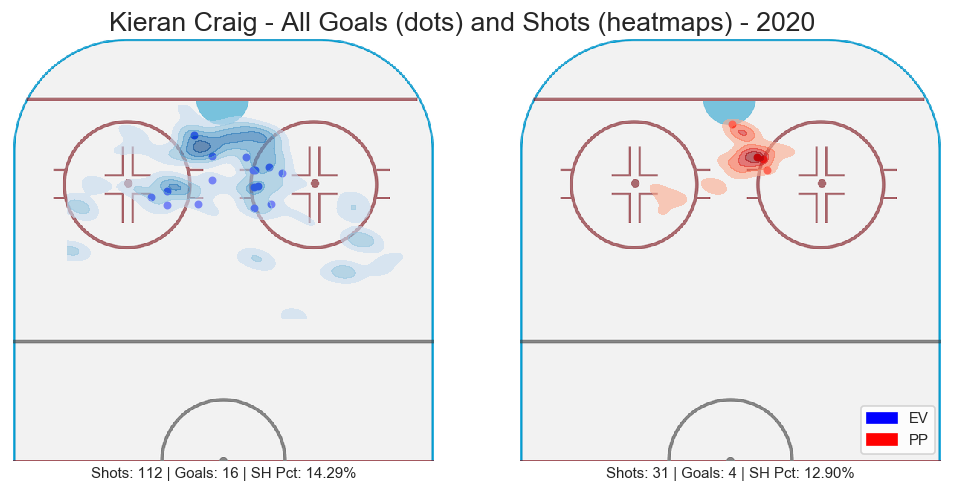 Kieran Craig - All Goals (dots) and Shots (heatmaps) - 2020
EV
PP
Shots: 112 | Goals: 16 | SH Pct: 14.29%
Shots: 31 | Goals: 4 | SH Pct: 12.90%